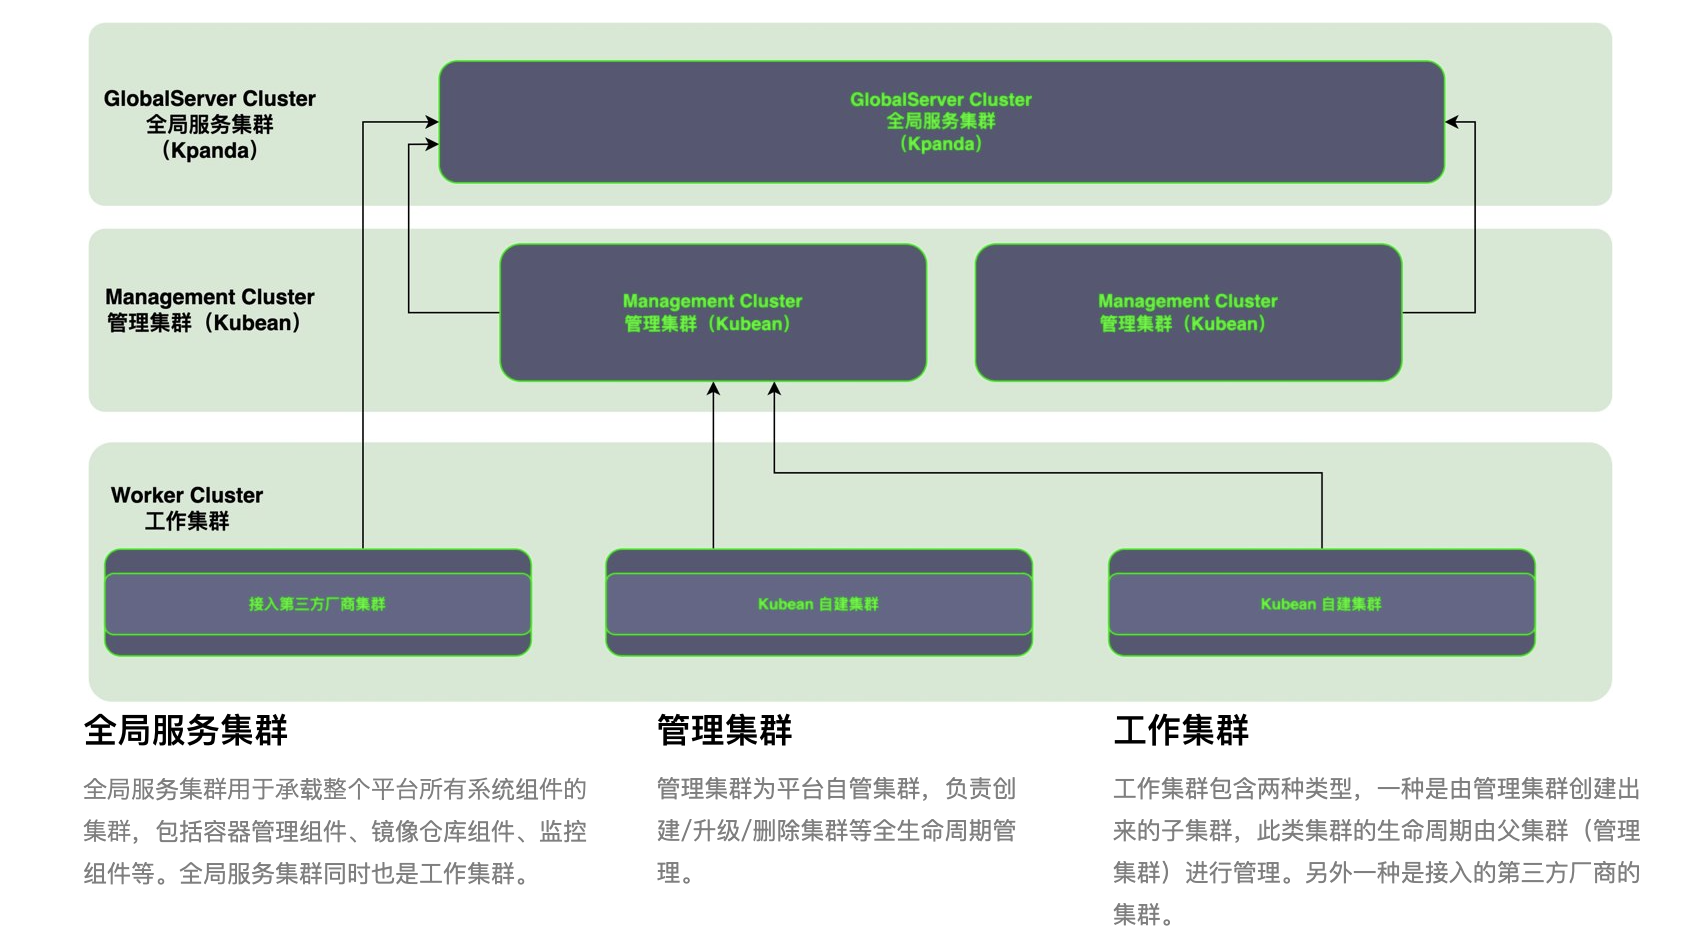 GlobalServer Cluster
全局服务集群
（Kpanda）
GlobalServer Cluster
全局服务集群
（Kpanda）
Management Cluster
管理集群（Kubean）
Management Cluster
管理集群（Kubean）
Management Cluster
管理集群（Kubean）
Worker Cluster
工作集群
接入第三方厂商集群
Kubean 自建集群
Kubean 自建集群
全局服务集群
全局服务集群用于承载整个平台所有系统组件的
集群，包括容器管理组件、镜像仓库组件、监控
组件等。全局服务集群同时也是工作集群。
管理集群
管理集群为平台自管集群，负责创
建/升级/删除集群等全生命周期管
理。
工作集群
工作集群包含两种类型，一种是由管理集群创建出
来的子集群，此类集群的生命周期由父集群（管理
集群）进行管理。另外一种是接入的第三方厂商的
集群。